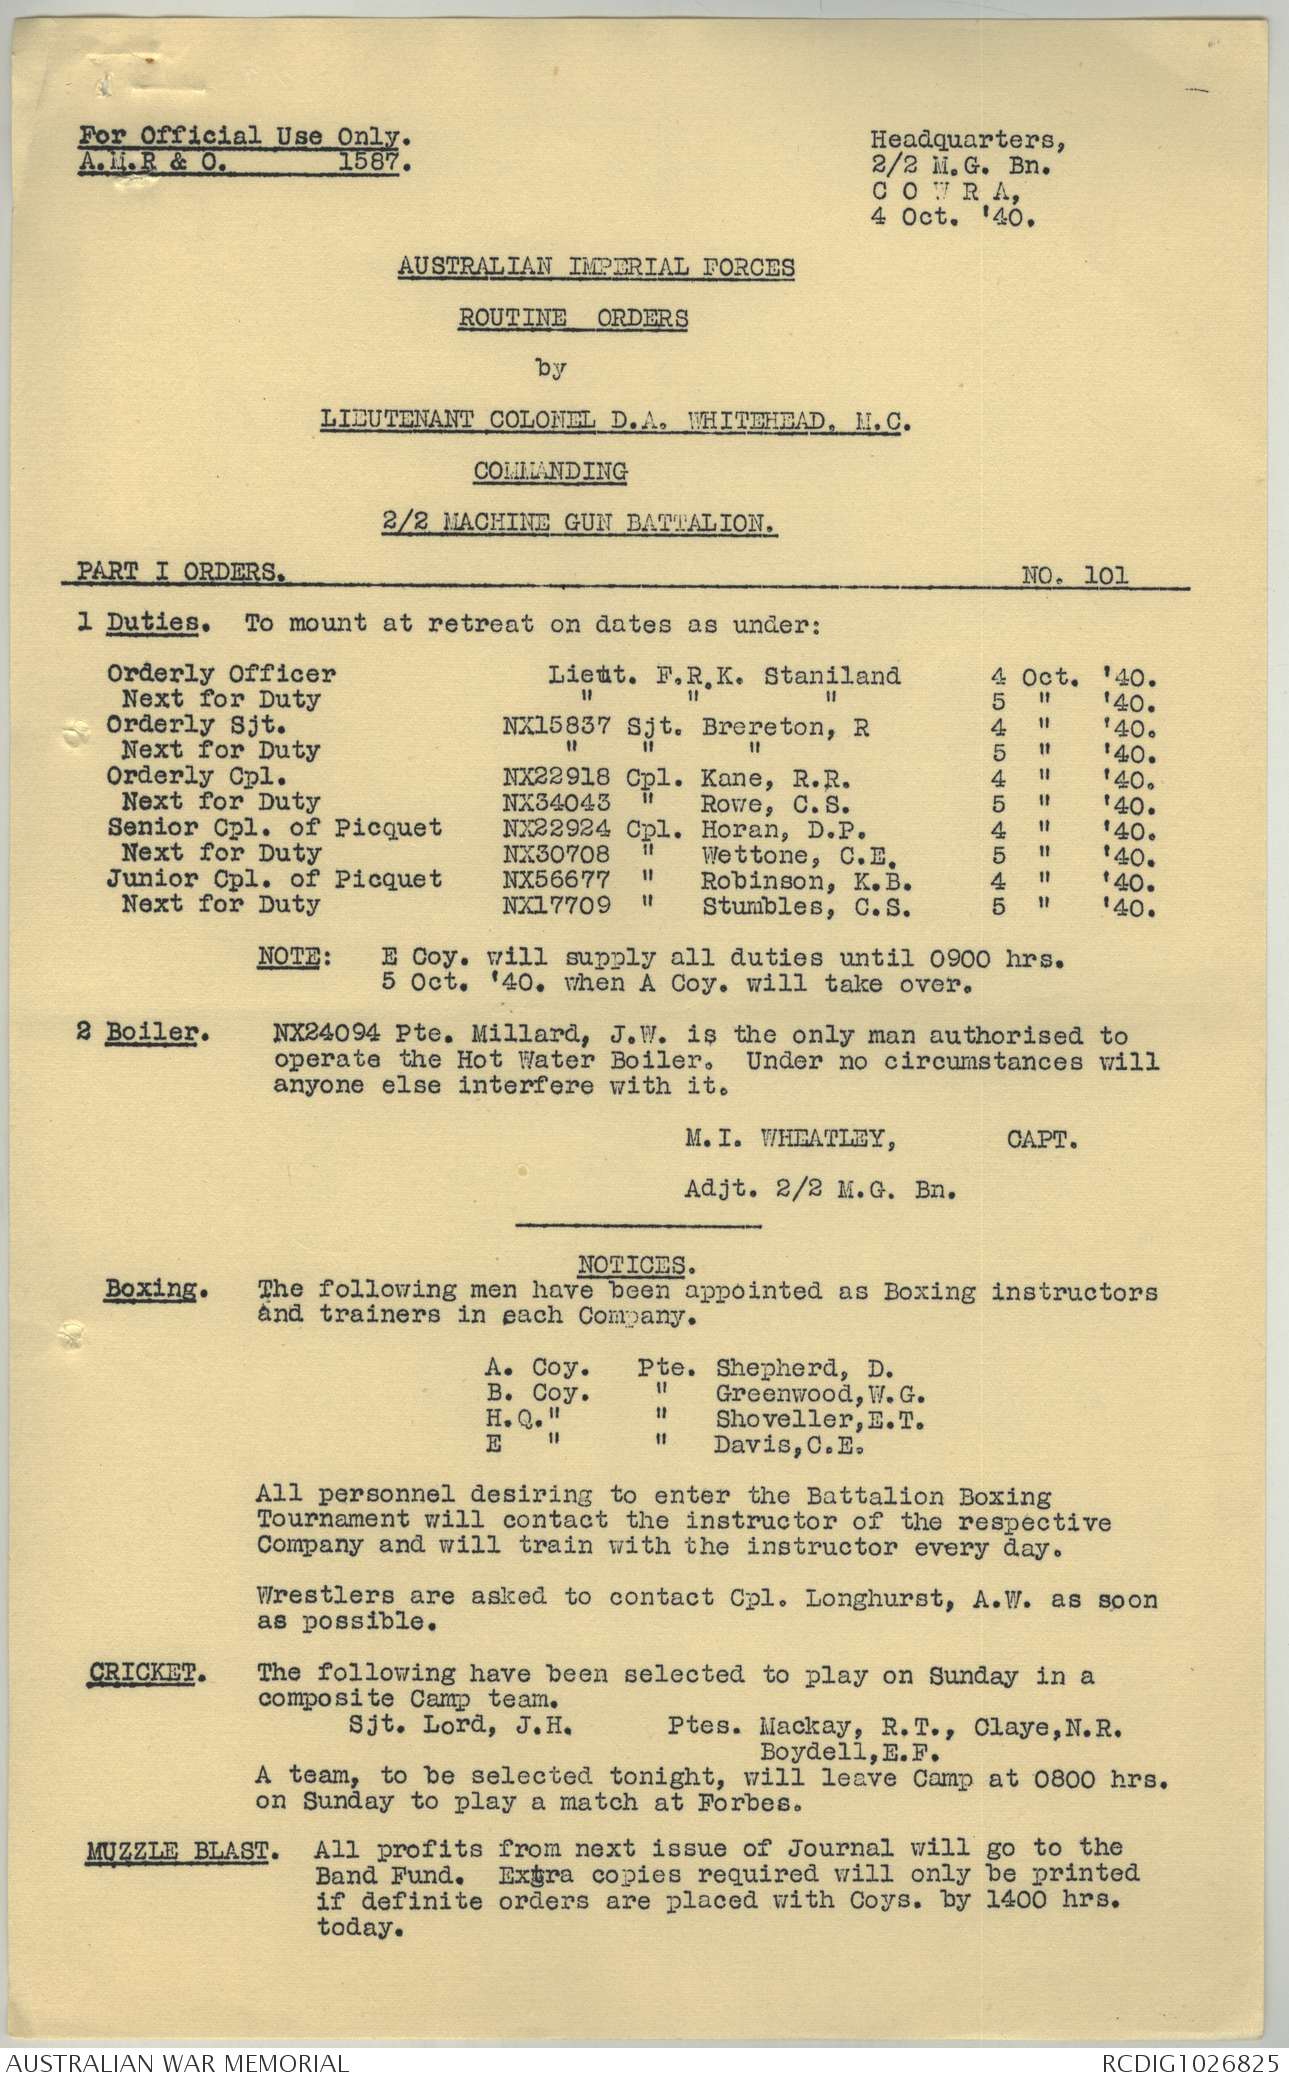 For Official Use Only.
A.M.R & O. 1587.
Headquarters,
2/2 M.G. Bn.
C O W R A,
4 Oct. '40.
AUSTRALIAN IMPERIAL FORCES
ROUTINE ORDERS
by
LIEUTENANT COLONEL D.A. WHITEHEAD. M.C.
COMMANDING
2/2 MACHINE GUN BATTALION.
PART I ORDERS. NO. 101
1 Duties. To mount at retreat on dates as under:
Orderly Officer Lieut. F.R.K. Staniland 4 Oct. '40.
Next for Duty " " " 5 " '40.
Orderly Sjt. NX15837 Sjt. Brereton, R 4 " '40.
Next for Duty " " " 5 " '40.
Orderly Cpl. NX22918 Cpl. Kane, R.R. 4 " '40.
Next for Duty NX34043 " Rowe, C.S. 5 " '40.
Senior Cpl. of Picquet NX22924 Cpl. Horan, D.P. 4 " '40.
Next for Duty NX30708 " Wettone, C.E. 5 " '40.
Junior Cpl. of Picquet NX56677 " Robinson, K.B. 4 " '40.
Next for Duty NX17709 " Stumbles, C.S. 5 " '40.
NOTE: E Coy. will supply all duties until 0900 hrs.
5 Oct. '40. when A Coy. will take over.
2 Boiler. NX24094 Pte. Millard, J.W. is the only man authorised to
operate the Hot Water Boiler. Under no circumstances will
anyone else interfere with it.
M.I. WHEATLEY, CAPT.
Adjt. 2/2 M.G. Bn.
NOTICES.
Boxing. The following men have been appointed as Boxing instructors
and trainers in each Company.
A. Coy. Pte. Shepherd, D.
B. Coy. " Greenwood,W.G.
H.Q." " Shoveller,E.T.
E " " Davis,C.E.
All personnel desiring to enter the Battalion Boxing
Tournament will contact the instructor of the respective
Company and will train with the instructor every day.
Wrestlers are asked to contact Cpl. Longhurst, A.W. as soon
as possible.
CRICKET. The following have been selected to play on Sunday in a
composite Camp team.
Sjt. Lord, J.H. Ptes. Mackay, R.T., Claye,N.R.
Boydell,E.F.
A team, to be selected tonight, will leave Camp at 0800 hrs.
on Sunday to play a match at Forbes.
MUZZLE BLAST. All profits from next issue of Journal will go to the
Band Fund. Extra copies required will only be printed
if definite orders are placed with Coys. by 1400 hrs.
today.
AUSTRALIAN WAR MEMORIAL RCDIG1026825